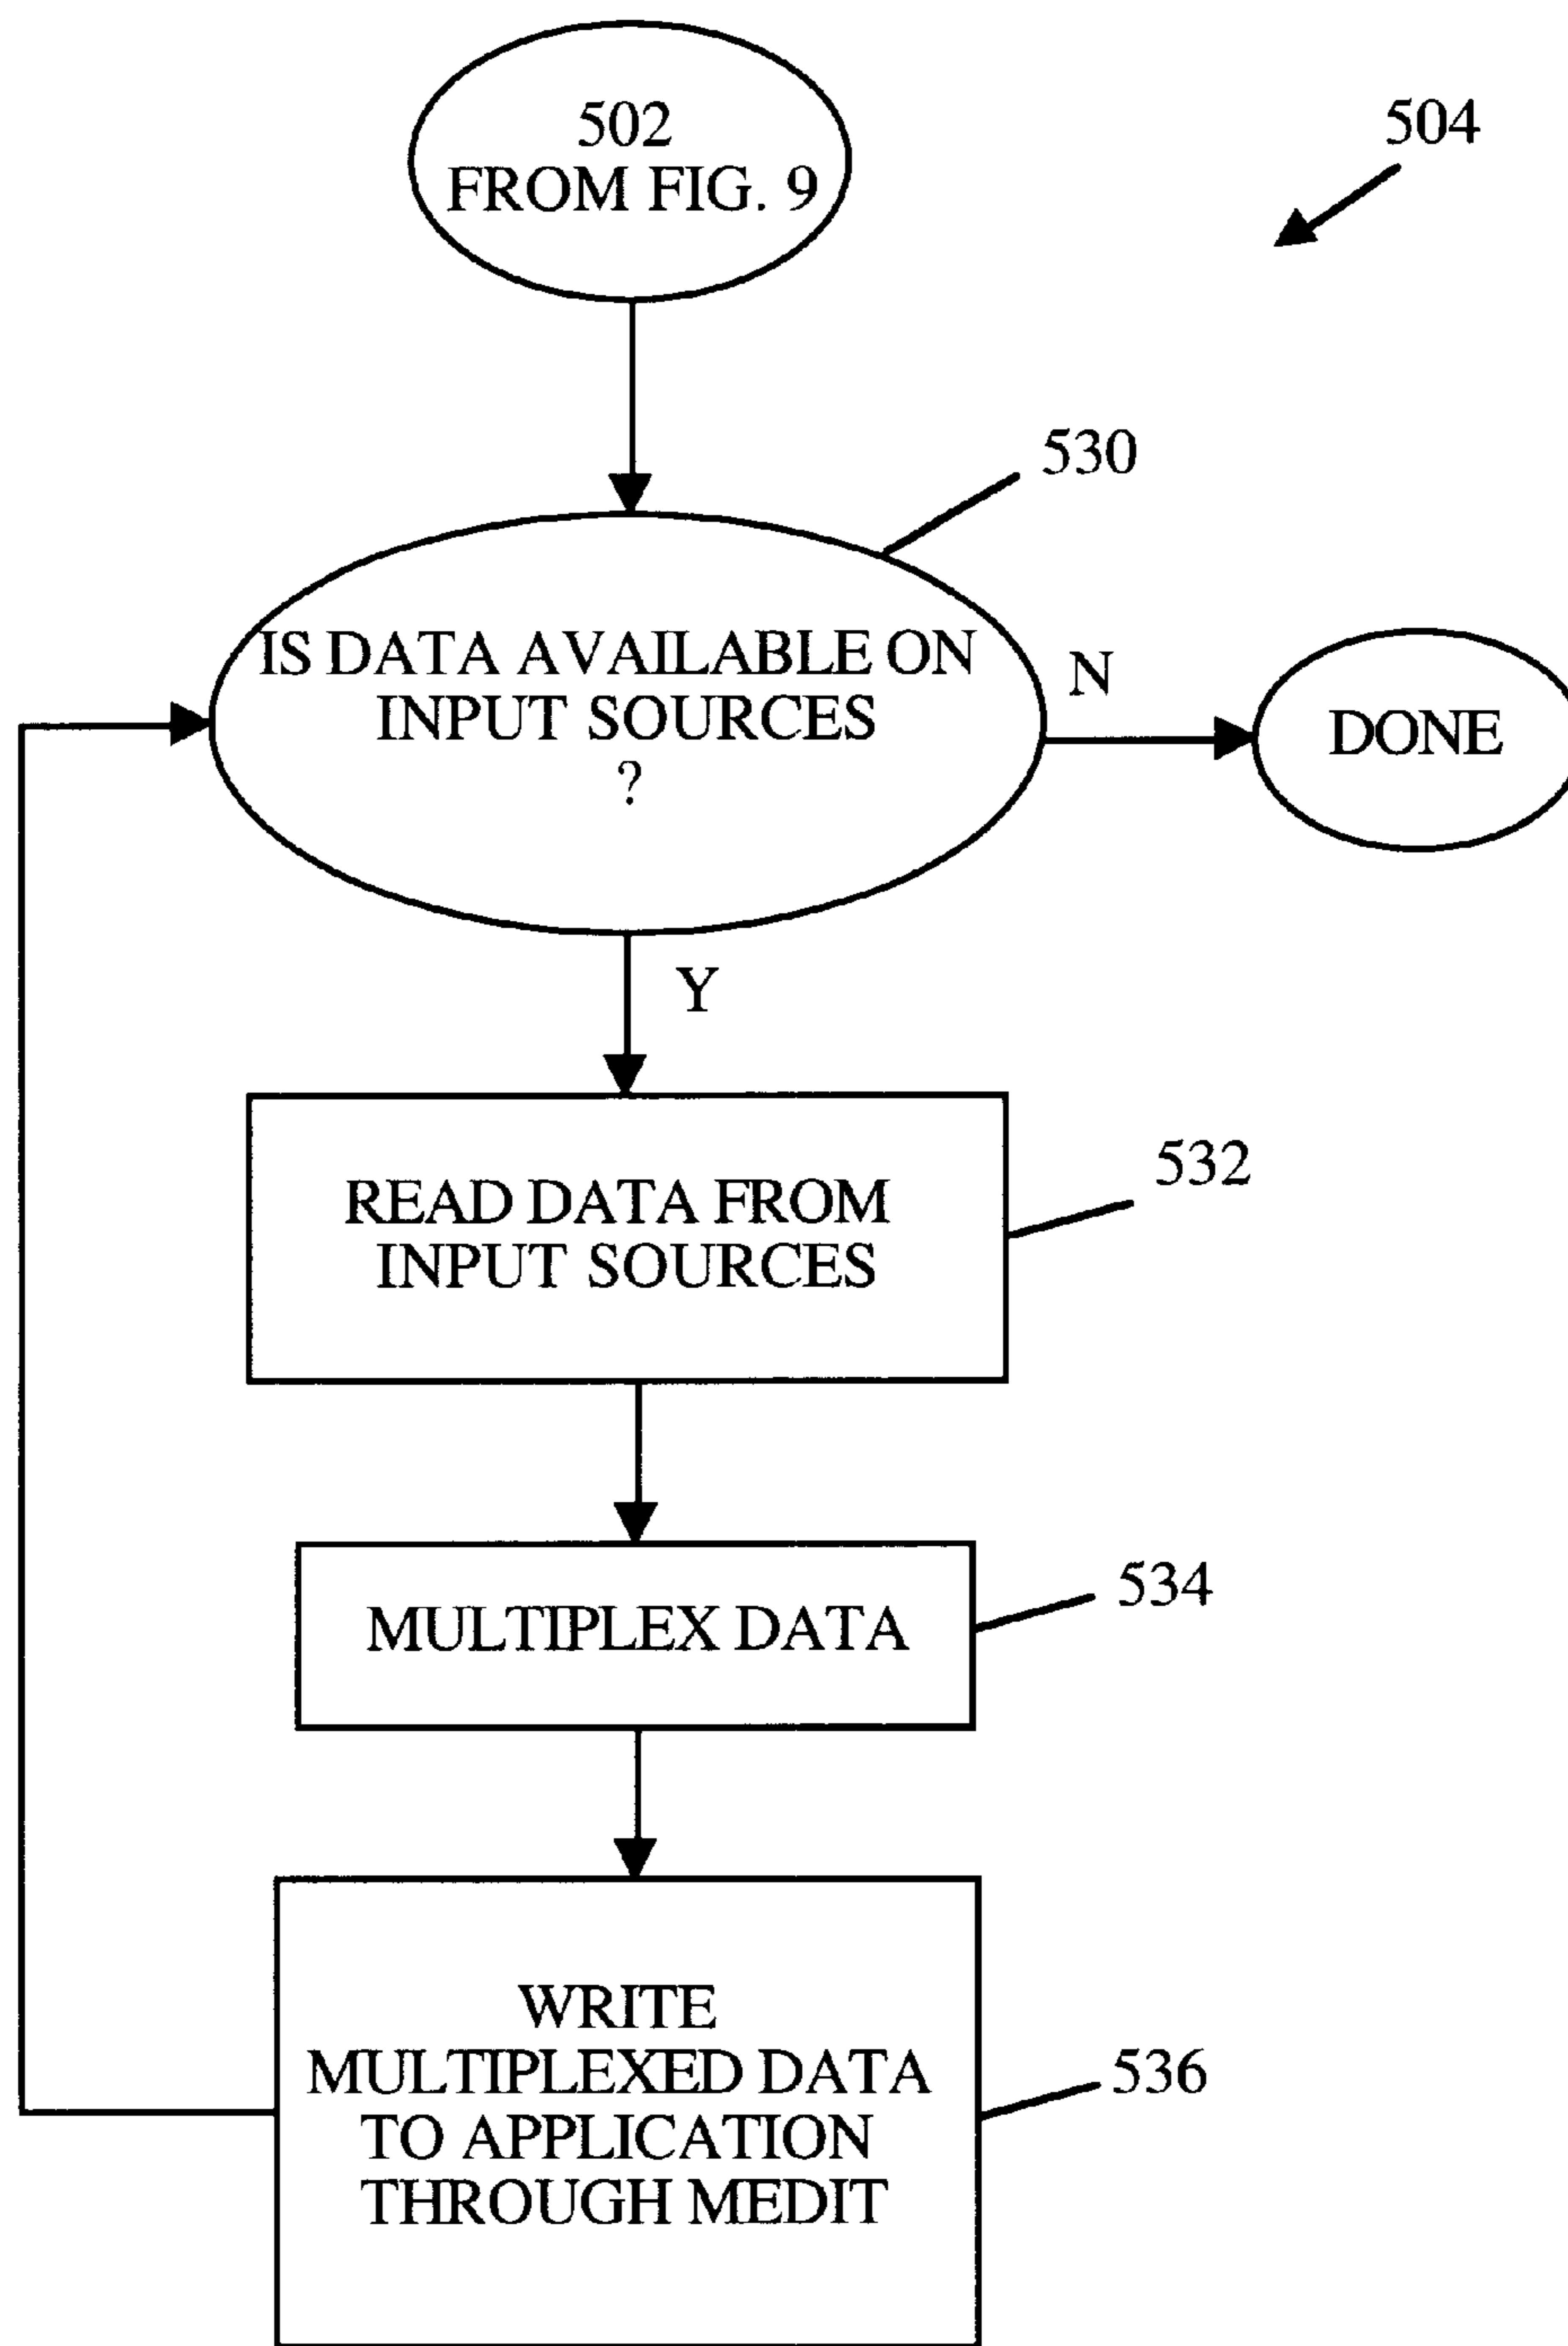 502
FROM FIG. 9
504
530
IS DATA AVAILABLE ON
INPUT SOURCES
?
N
DONE
Y
READ DATA FROM
INPUT SOURCES
532
MULTIPLEX DATA
534
WRITE
MULTIPLEXED DATA
TO APPLICATION
THROUGH MEDIT
536